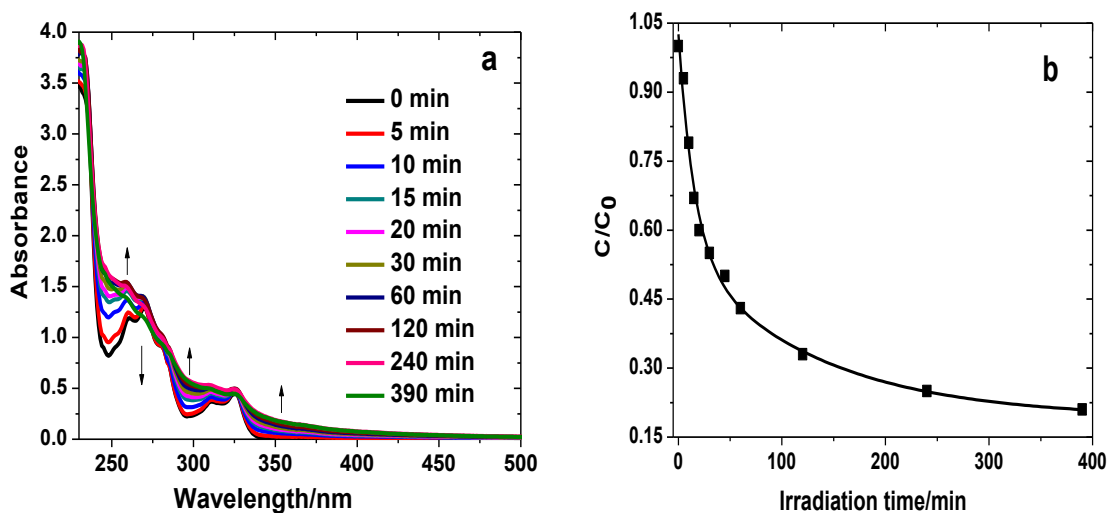 a
4.0
3.5
3.0
2.5
2.0
1.5
1.0
0.5
0.0
Absorbance
250 300 350 400 450 500
Wavelength/nm
0 min
5 min
10 min
15 min
20 min
30 min
60 min
120 min
240 min
390 min
b
1.05
0.90
0.75
0.60
0.45
0.30
0.15
C/C0
0 100 200 300 400
Irradiation time/min